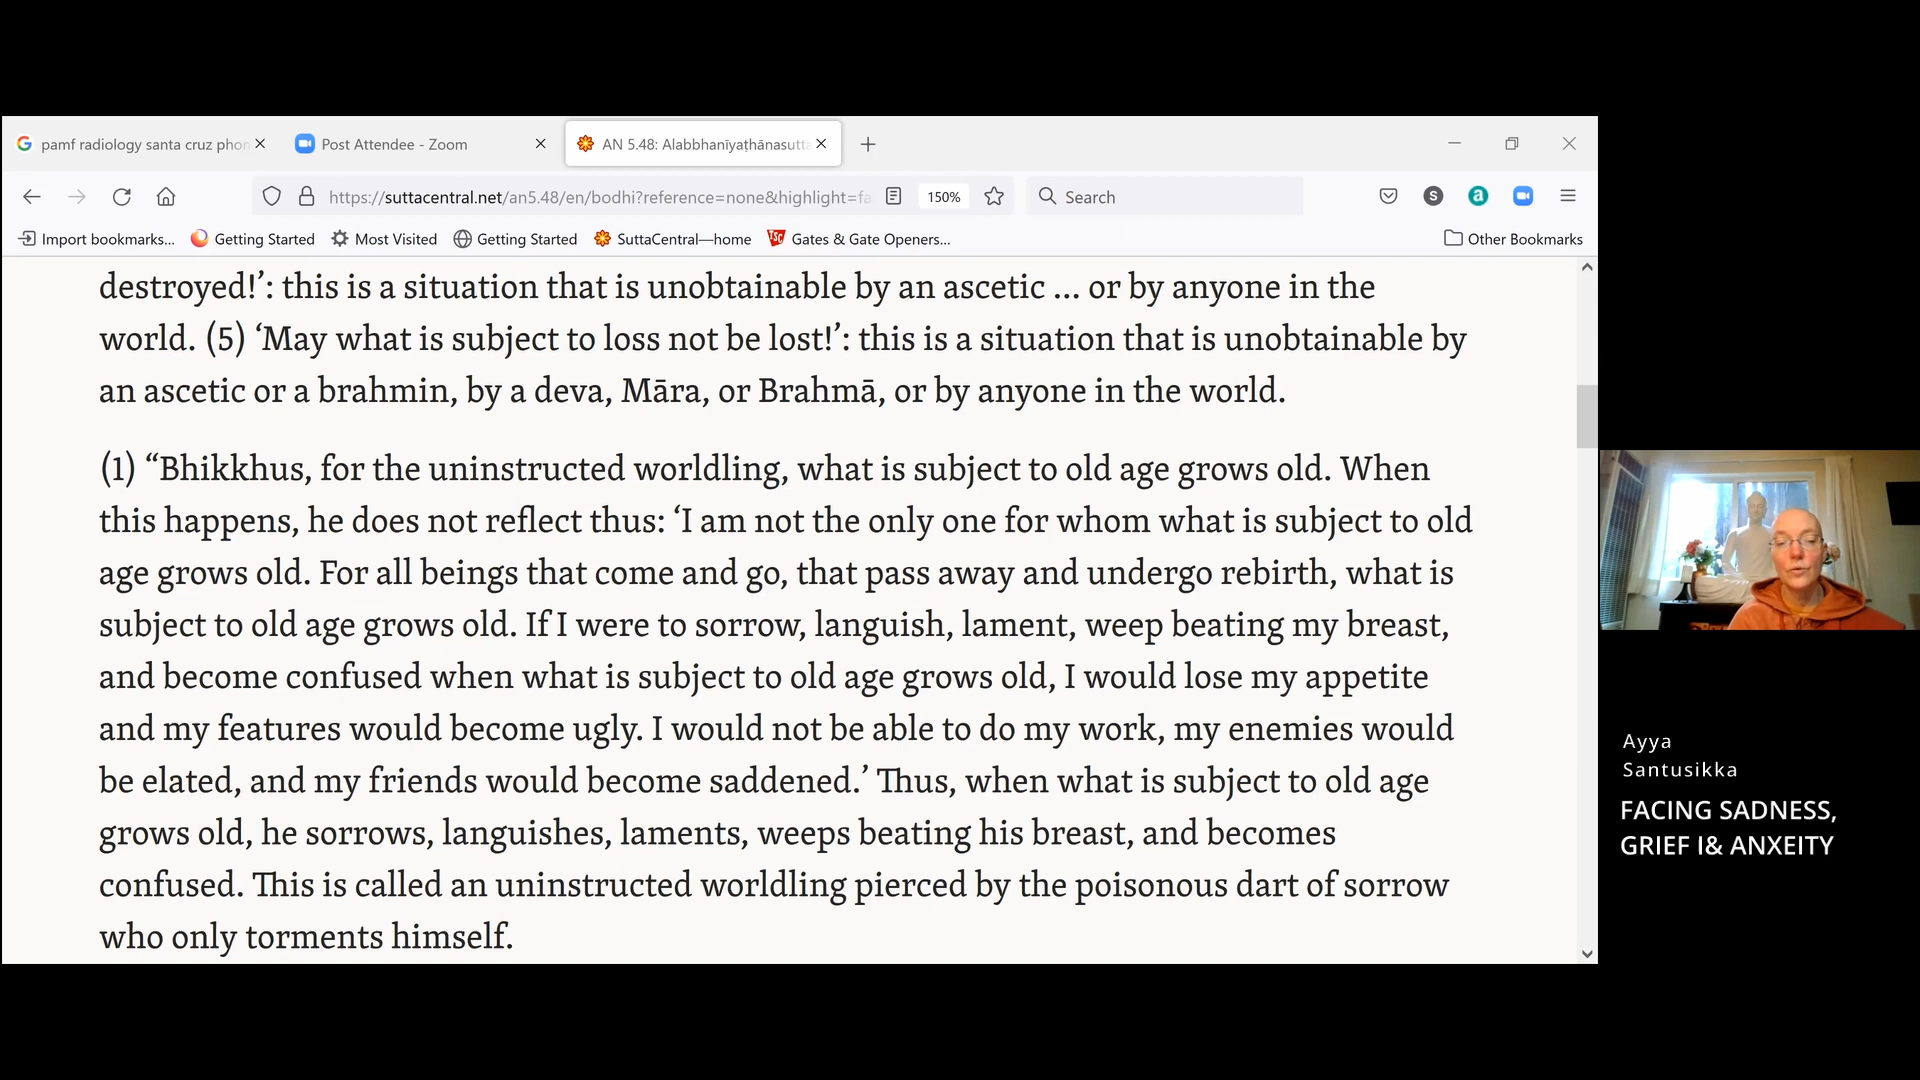 pamf radiology santa cruz phon
Post Attendee - Zoom
AN 5.48: Alabbhanīyaṭhānasutta
https://suttacentral.net/an5.48/en/bodhi?reference=none&highlight=fa
150%
Search
S
a
Import bookmarks...
Getting Started
Most Visited
Getting Started
SuttaCentral—home
TSC
Gates & Gate Openers...
Other Bookmarks
destroyed!’: this is a situation that is unobtainable by an ascetic … or by anyone in the
world. (5) ‘May what is subject to loss not be lost!’: this is a situation that is unobtainable by
an ascetic or a brahmin, by a deva, Māra, or Brahmā, or by anyone in the world.
(1) “Bhikkhus, for the uninstructed worldling, what is subject to old age grows old. When
this happens, he does not reflect thus: ‘I am not the only one for whom what is subject to old
age grows old. For all beings that come and go, that pass away and undergo rebirth, what is
subject to old age grows old. If I were to sorrow, languish, lament, weep beating my breast,
and become confused when what is subject to old age grows old, I would lose my appetite
and my features would become ugly. I would not be able to do my work, my enemies would
be elated, and my friends would become saddened.’ Thus, when what is subject to old age
grows old, he sorrows, languishes, laments, weeps beating his breast, and becomes
confused. This is called an uninstructed worldling pierced by the poisonous dart of sorrow
who only torments himself.
Ayya
Santusikka
FACING SADNESS,
GRIEF I& ANXEITY